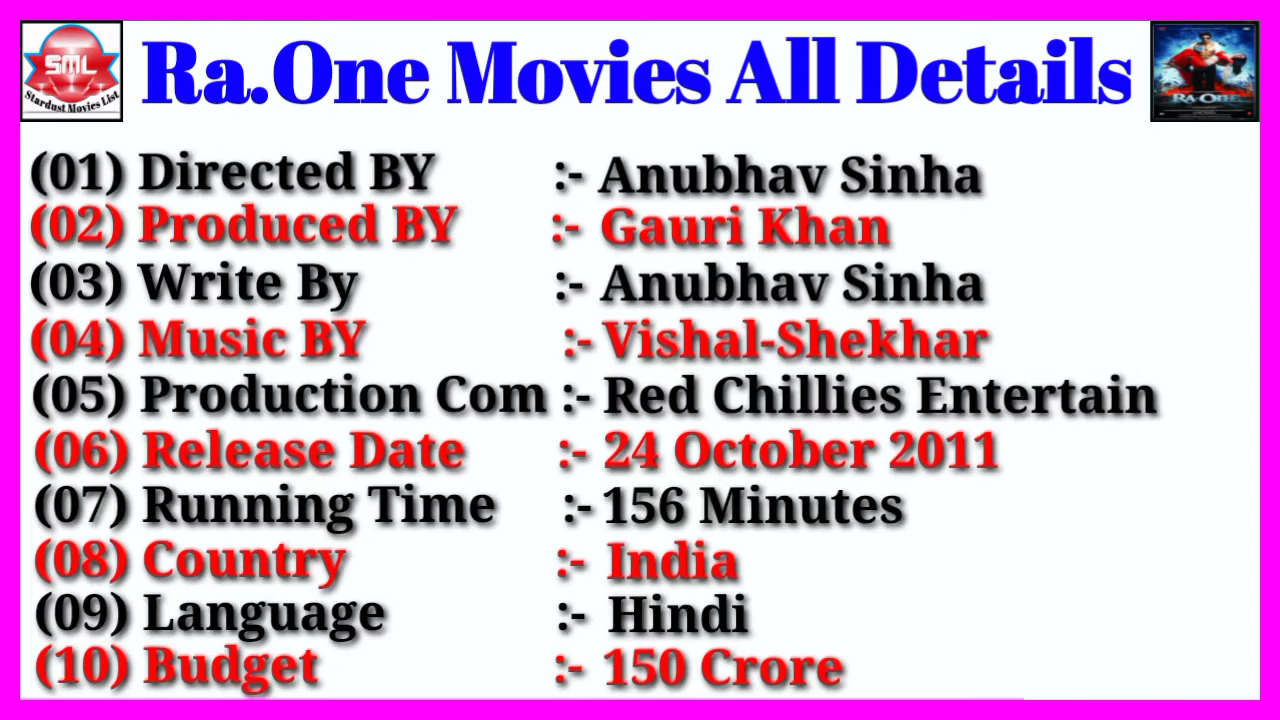 SML
Stardust Movies List
Ra.One Movies All Details
RA-ONE
(01) Directed BY :- Anubhav Sinha
(02) Produced BY :- Gauri Khan
(03) Write By :- Anubhav Sinha
(04) Music BY :- Vishal-Shekhar
(05) Production Com :- Red Chillies Entertain
(06) Release Date :- 24 October 2011
(07) Running Time :- 156 Minutes
(08) Country :- India
(09) Language :- Hindi
(10) Budget :- 150 Crore